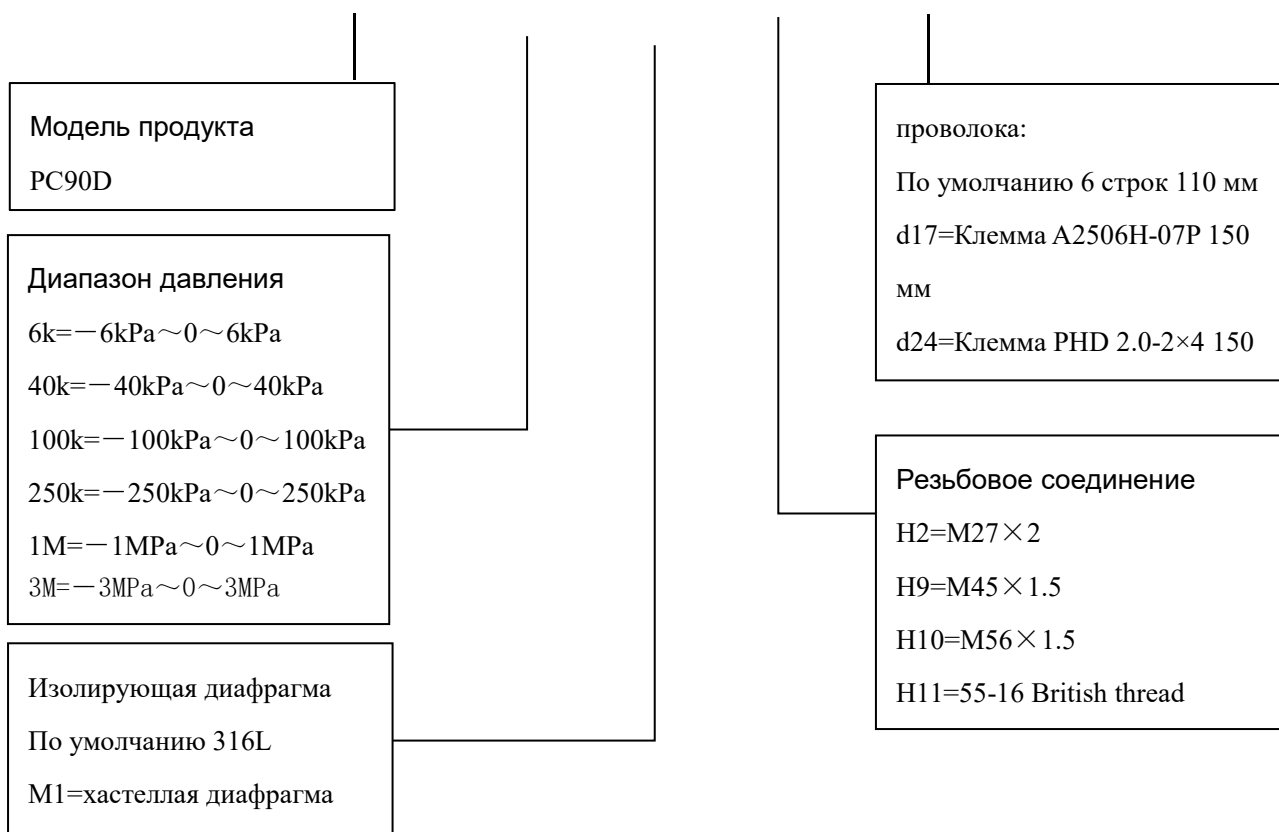 Модель продукта
PC90D
Диапазон давления
6k=－6kPa～0～6kPa
40k=－40kPa～0～40kPa
100k=－100kPa～0～100kPa
250k=－250kPa～0～250kPa
1M=－1MPa～0～1MPa
3M=－3MPa～0～3MPa
Изолирующая диафрагма
По умолчанию 316L
M1=хастеллая диафрагма
проволока:
По умолчанию 6 строк 110 мм
d17=Клемма A2506H-07P 150
мм
d24=Клемма PHD 2.0-2×4 150
Резьбовое соединение
H2=M27×2
H9=M45×1.5
H10=M56×1.5
H11=55-16 British thread